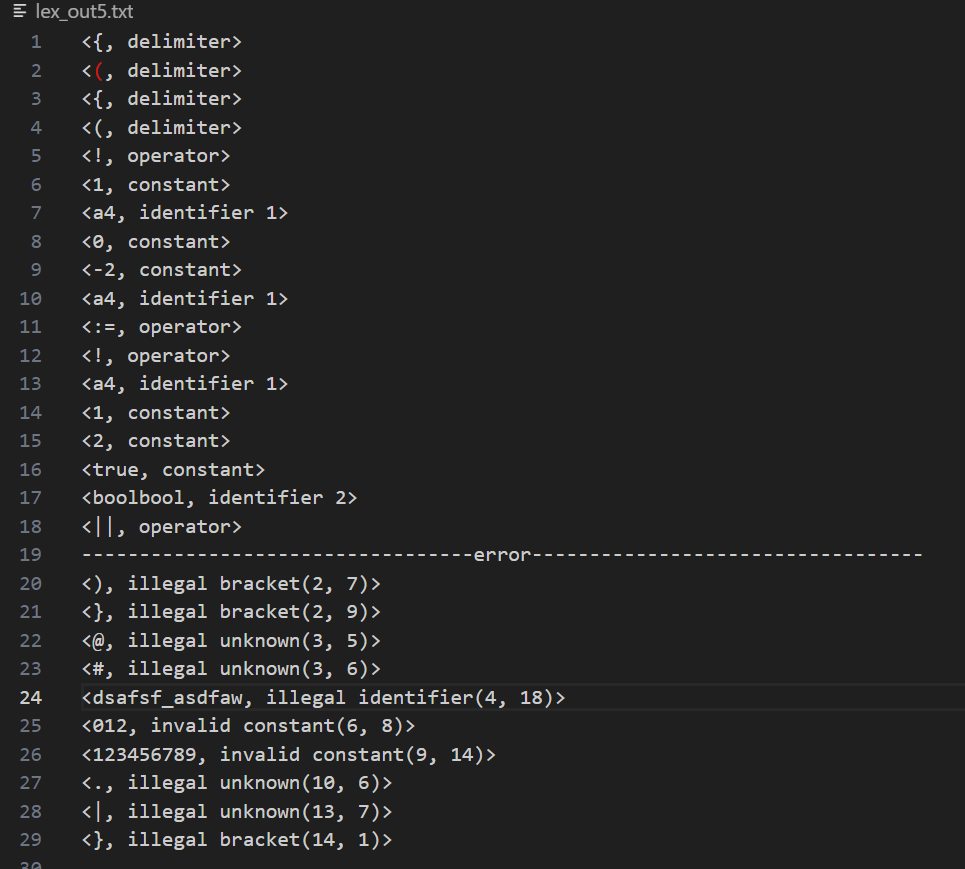 lex_out5.txt
1 <{, delimiter>
2 <(, delimiter>
3 <{, delimiter>
4 <(, delimiter>
5 <!, operator>
6 <1, constant>
7 <a4, identifier 1>
8 <0, constant>
9 <-2, constant>
10 <a4, identifier 1>
11 <:=, operator>
12 <!, operator>
13 <a4, identifier 1>
14 <1, constant>
15 <2, constant>
16 <true, constant>
17 <boolbool, identifier 2>
18 <||, operator>
19 ----------------------------------error----------------------------------
20 <), illegal bracket(2, 7)>
21 <}, illegal bracket(2, 9)>
22 <@, illegal unknown(3, 5)>
23 <#, illegal unknown(3, 6)>
24 <dsafsf_asdfaw, illegal identifier(4, 18)>
25 <012, invalid constant(6, 8)>
26 <123456789, invalid constant(9, 14)>
27 <., illegal unknown(10, 6)>
28 <|, illegal unknown(13, 7)>
29 <}, illegal bracket(14, 1)>
30